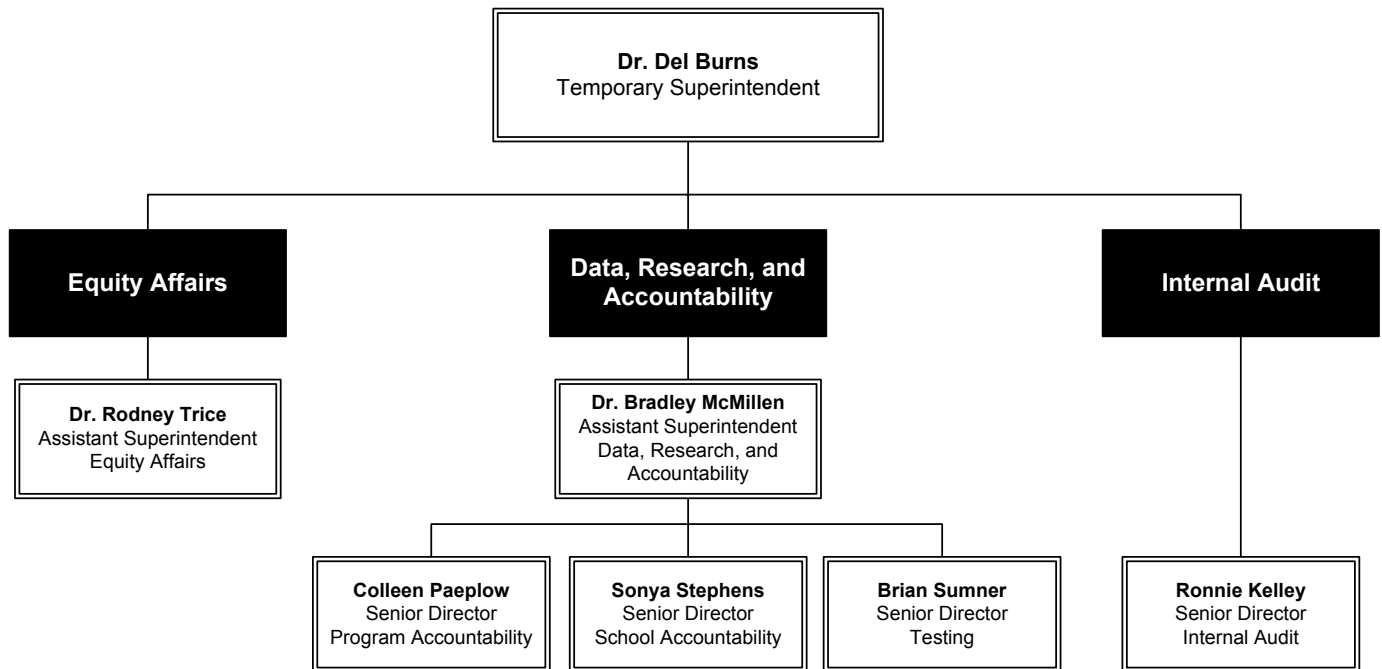 Dr. Del Burns
Temporary Superintendent
Equity Affairs
Data, Research, and
Accountability
Internal Audit
Dr. Rodney Trice
Assistant Superintendent
Equity Affairs
Dr. Bradley McMillen
Assistant Superintendent
Data, Research, and
Accountability
Colleen Paeplow
Senior Director
Program Accountability
Sonya Stephens
Senior Director
School Accountability
Brian Sumner
Senior Director
Testing
Ronnie Kelley
Senior Director
Internal Audit